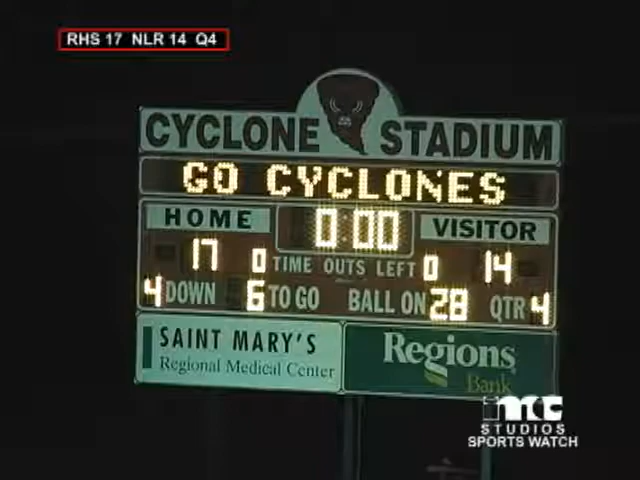 RHS 17 NLR 14 Q4
CYCLONE STADIUM
GO CYCLONES
HOME 0:00 VISITOR
17 0 TIME OUTS LEFT 0 14
4 DOWN 6 TO GO BALL ON 28 QTR 4
SAINT MARY'S
Regional Medical Center
Regions
Bank
imc
STUDIOS
SPORTS WATCH